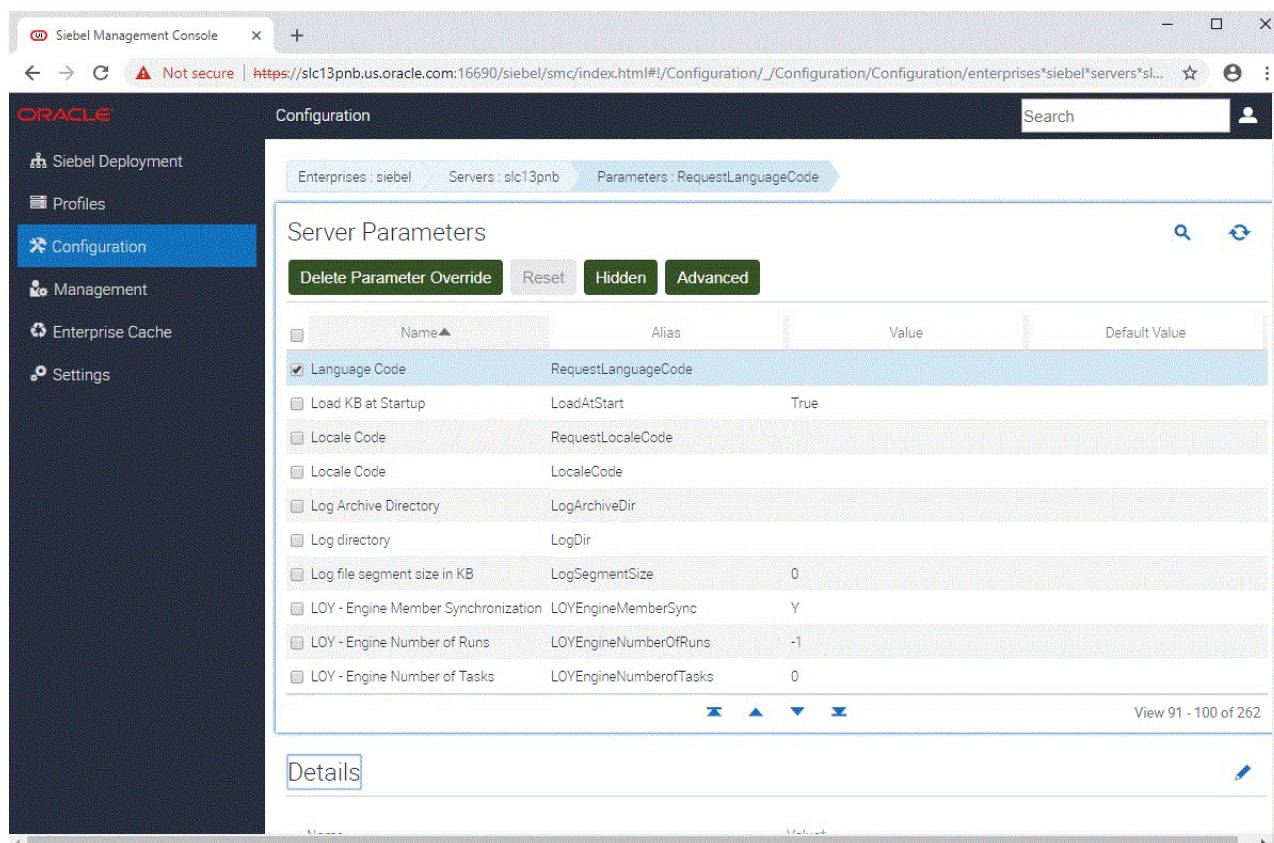 Siebel Management Console
Not secure https://slc13pnb.us.oracle.com:16690/siebel/smc/index.html#!/Configuration/_/Configuration/Configuration/enterprises*siebel*servers*sl...
ORACLE
Configuration
Search
Siebel Deployment
Profiles
Configuration
Management
Enterprise Cache
Settings
Enterprises : siebel Servers : slc13pnb Parameters : RequestLanguageCode
Server Parameters
Delete Parameter Override Reset Hidden Advanced
Name Alias Value Default Value
Language Code RequestLanguageCode
Load KB at Startup LoadAtStart True
Locale Code RequestLocaleCode
Locale Code LocaleCode
Log Archive Directory LogArchiveDir
Log directory LogDir
Log file segment size in KB LogSegmentSize 0
LOY - Engine Member Synchronization LOYEngineMemberSync Y
LOY - Engine Number of Runs LOYEngineNumberOfRuns -1
LOY - Engine Number of Tasks LOYEngineNumberofTasks 0
View 91 - 100 of 262
Details